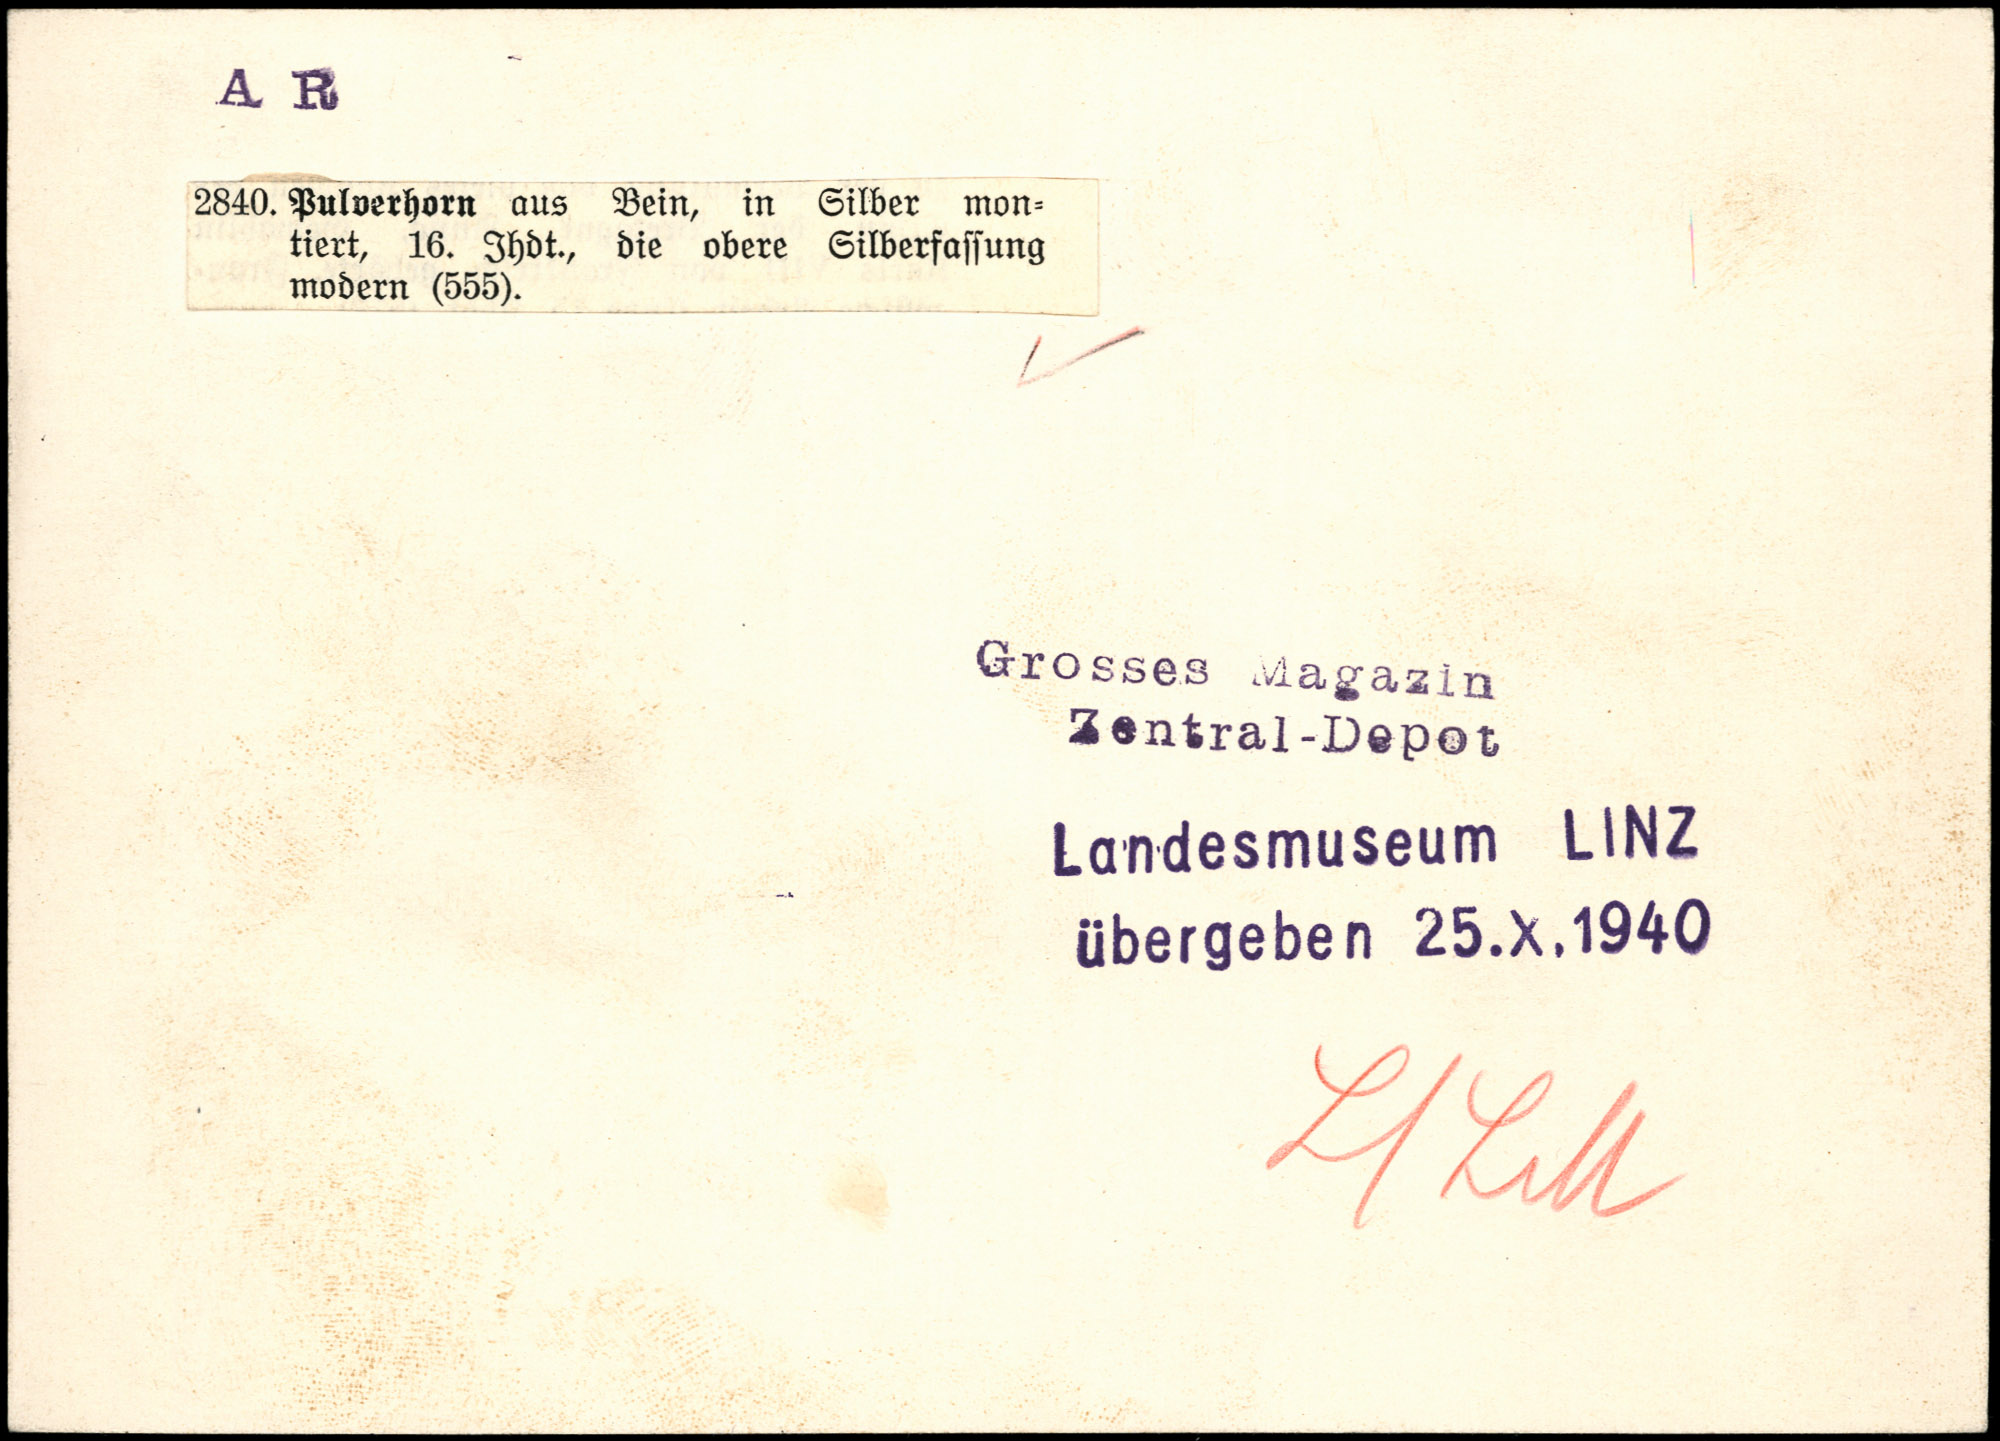 A R
2840. Pulverhorn aus Bein, in Silber mon=
tiert, 16. Jhdt., die obere Silberfassung
modern (555).
Grosses Magazin
Zentral-Depot
Landesmuseum LINZ
übergeben 25.X.1940